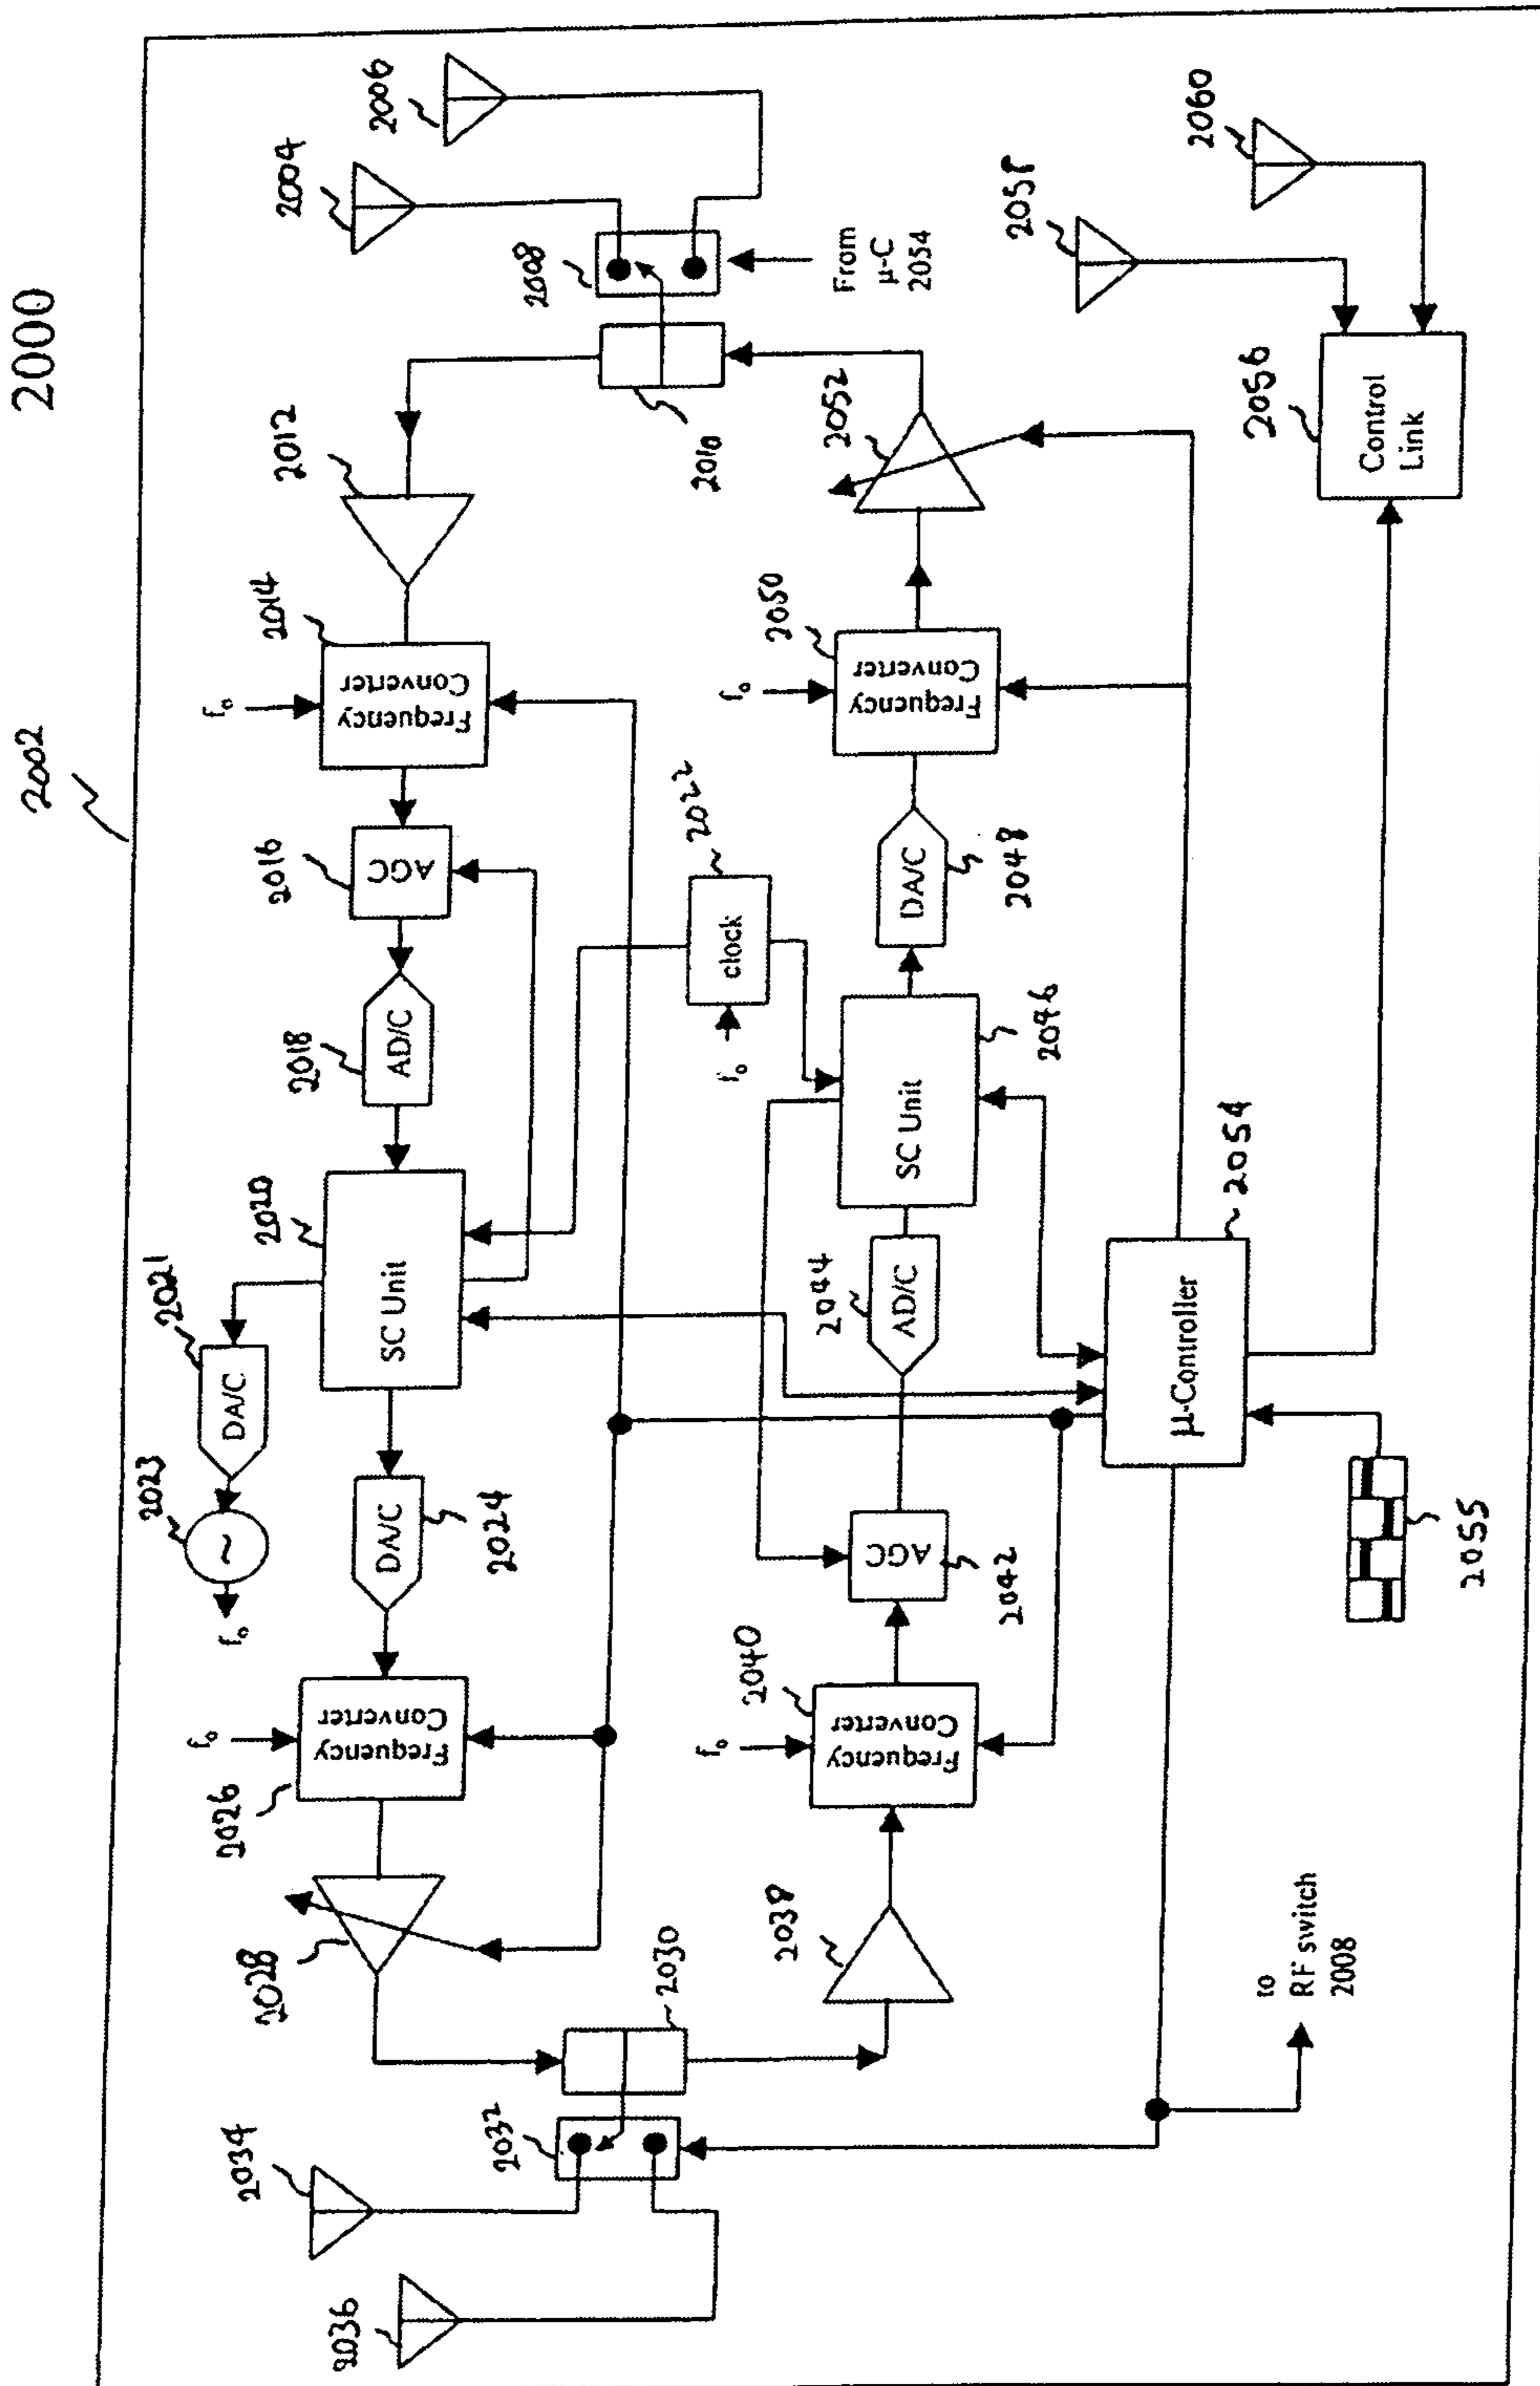 2000
2002
2036
2034
2032
2030
2028
2026
Frequency
Converter
f₀
2024
DA/C
f₀
2023
DA/C
2021
SC Unit
2020
AD/C
2018
AGC
2016
Frequency
Converter
2014
f₀
2012
2010
2008
2004
2006
From
μ-C
2054
2038
f₀
2040
Frequency
Converter
AGC
2042
AD/C
2044
SC Unit
2046
f₀
clock
2022
DA/C
2048
f₀
2050
Frequency
Converter
2052
to
RF switch
2008
2055
μ-Controller
2054
Control
Link
2056
2058
2060